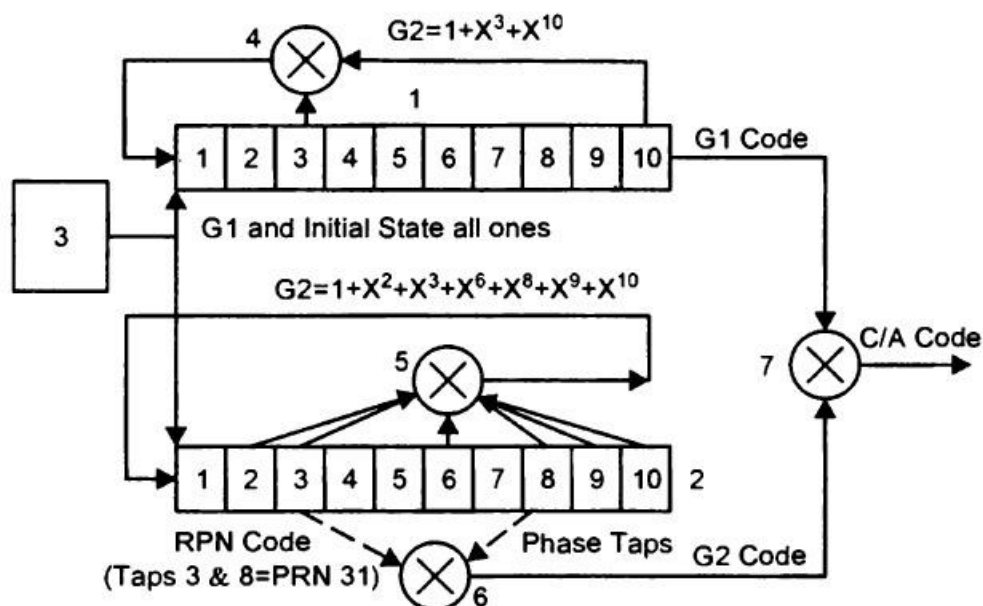 4
G2=1+X³+X¹⁰
1
1 2 3 4 5 6 7 8 9 10
G1 Code
3
G1 and Initial State all ones
G2=1+X²+X³+X⁶+X⁸+X⁹+X¹⁰
5
7
C/A Code
1 2 3 4 5 6 7 8 9 10
2
RPN Code
(Taps 3 & 8=PRN 31)
Phase Taps
6
G2 Code